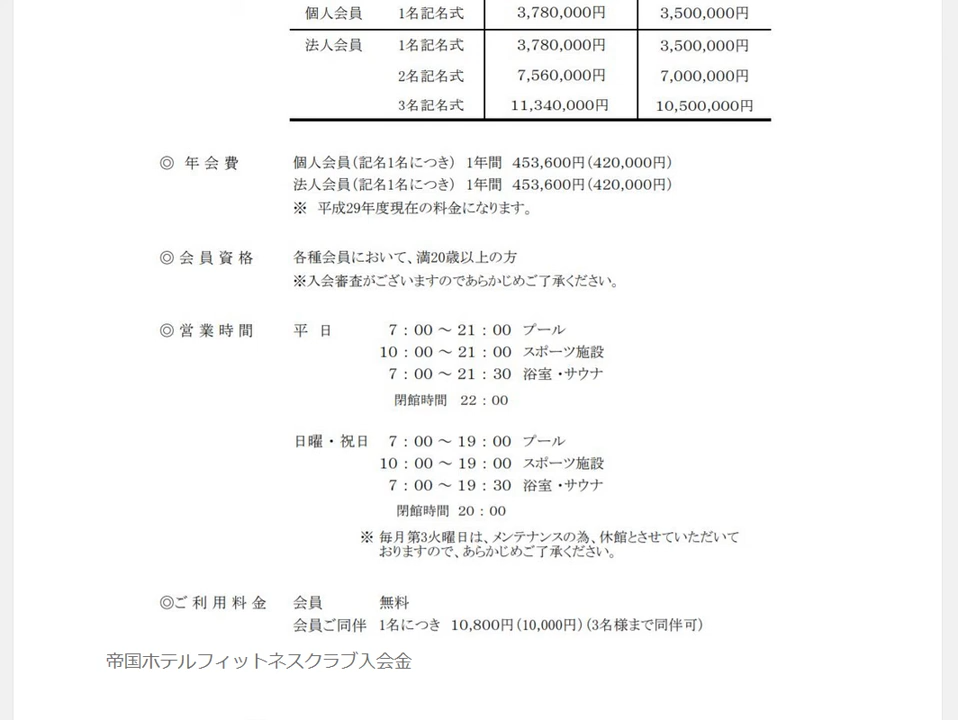 個人会員 1名記名式 3,780,000円 3,500,000円
法人会員 1名記名式 3,780,000円 3,500,000円
2名記名式 7,560,000円 7,000,000円
3名記名式 11,340,000円 10,500,000円
◎ 年会費 個人会員(記名1名につき) 1年間 453,600円(420,000円)
法人会員(記名1名につき) 1年間 453,600円(420,000円)
※ 平成29年度現在の料金になります。
◎会員資格 各種会員において、満20歳以上の方
※入会審査がございますのであらかじめご了承ください。
◎営業時間 平 日 7:00~21:00 プール
10:00~21:00 スポーツ施設
7:00~21:30 浴室・サウナ
閉館時間 22:00
日曜・祝日 7:00~19:00 プール
10:00~19:00 スポーツ施設
7:00~19:30 浴室・サウナ
閉館時間 20:00
※ 毎月第3火曜日は、メンテナンスの為、休館とさせていただいて
おりますので、あらかじめご了承ください。
◎ご利用料金 会員 無料
会員ご同伴 1名につき 10,800円(10,000円)(3名様まで同伴可)
帝国ホテルフィットネスクラブ入会金